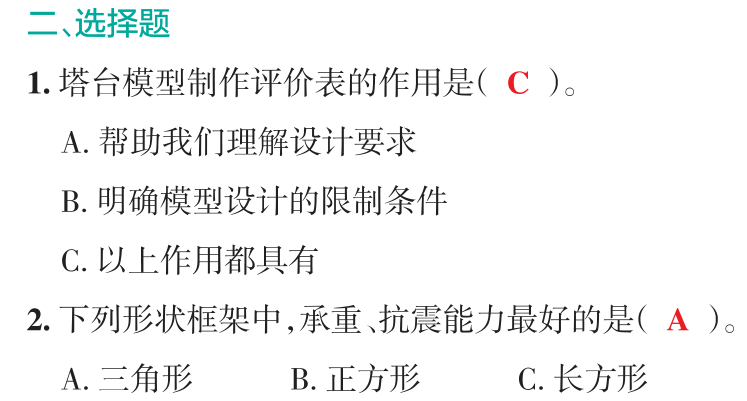 二、选择题
1. 塔台模型制作评价表的作用是( C )。
A. 帮助我们理解设计要求
B. 明确模型设计的限制条件
C. 以上作用都具有
2. 下列形状框架中,承重、抗震能力最好的是( A )。
A. 三角形 B. 正方形 C. 长方形